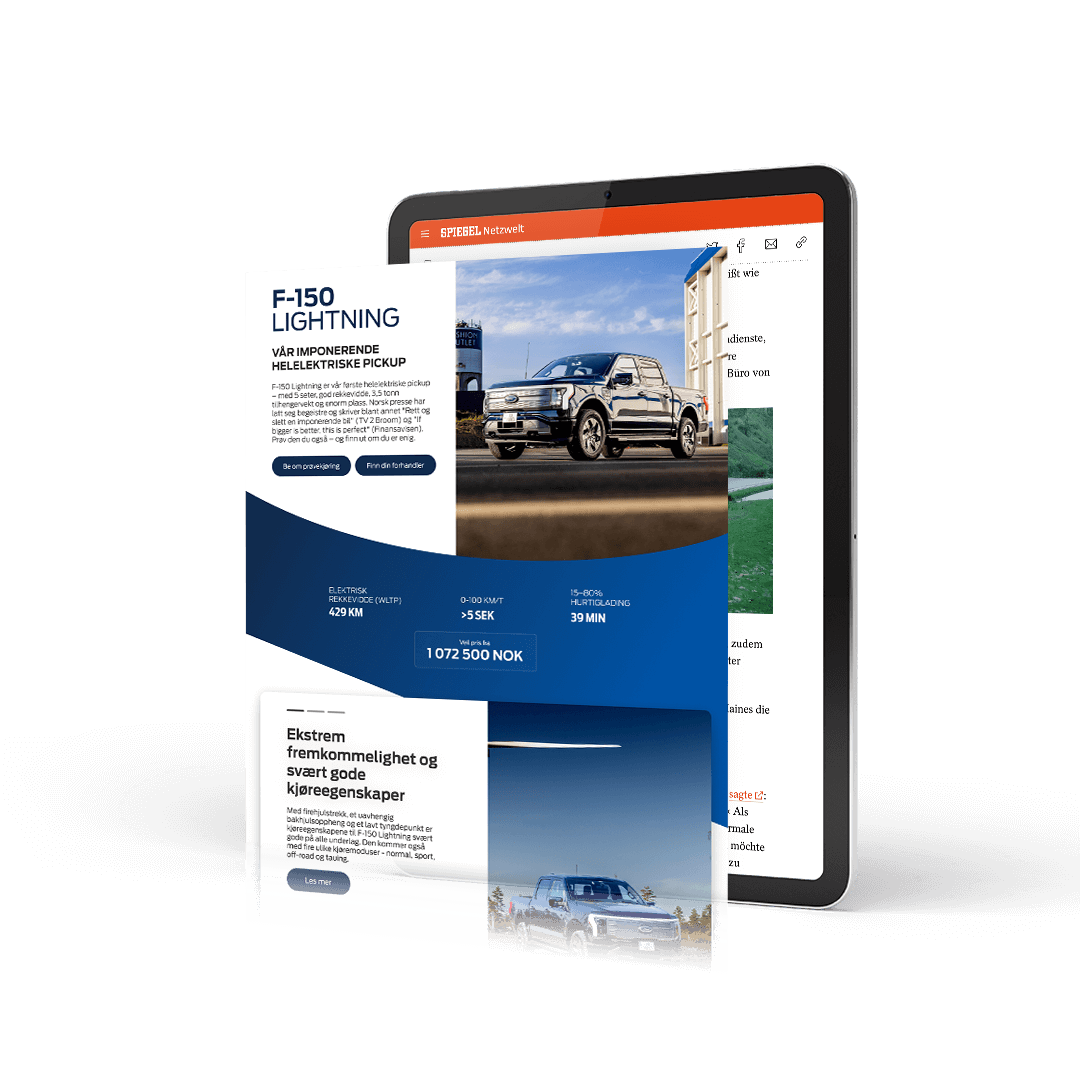 SPIEGEL Netzwelt
ißt wie
dienste,
re
Büro von
zudem
ter
aines die
sagte
:
Als
rmale
möchte
zu
F-150
LIGHTNING
VÅR IMPONERENDE
HELELEKTRISKE PICKUP
F-150 Lightning er vår første helelektriske pickup
– med 5 seter, god rekkevidde, 3,5 tonn
tilhengervekt og enorm plass. Norsk presse har
latt seg begeistre og skriver blant annet "Rett og
slett en imponerende bil" (TV 2 Broom) og "If
bigger is better, this is perfect" (Finansavisen).
Prøv den du også – og finn ut om du er enig.
Be om prøvekjøring
Finn din forhandler
ELEKTRISK
REKKEVIDDE (WLTP)
429 KM
0-100 KM/T
>5 SEK
15–80%
HURTIGLADING
39 MIN
Veil. pris fra
1 072 500 NOK
Ekstrem
fremkommelighet og
svært gode
kjøreegenskaper
Med firehjulstrekk, et uavhengig
bakhjulsoppheng og et lavt tyngdepunkt er
kjøreegenskapene til F-150 Lightning svært
gode på alle underlag. Den kommer også
med fire ulike kjøremoduser - normal, sport,
off-road og tauing.
Les mer